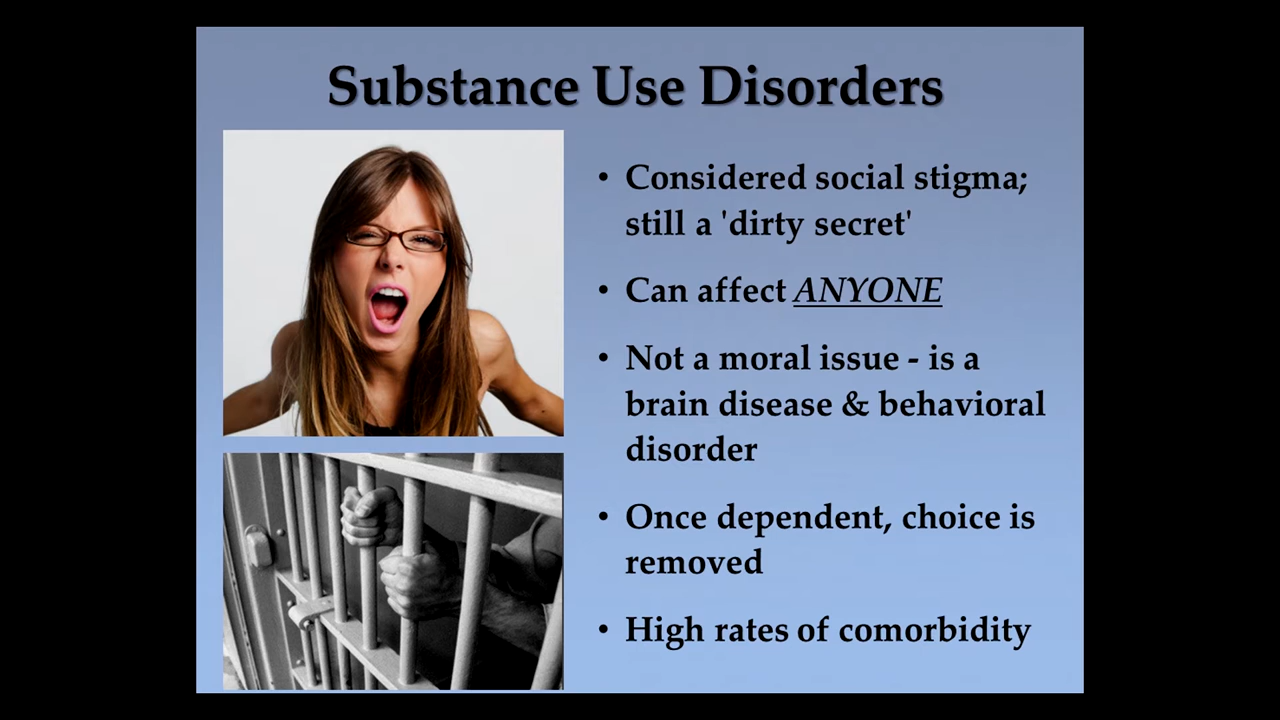 Substance Use Disorders
• Considered social stigma;
still a 'dirty secret'
• Can affect ANYONE
• Not a moral issue - is a
brain disease & behavioral
disorder
• Once dependent, choice is
removed
• High rates of comorbidity